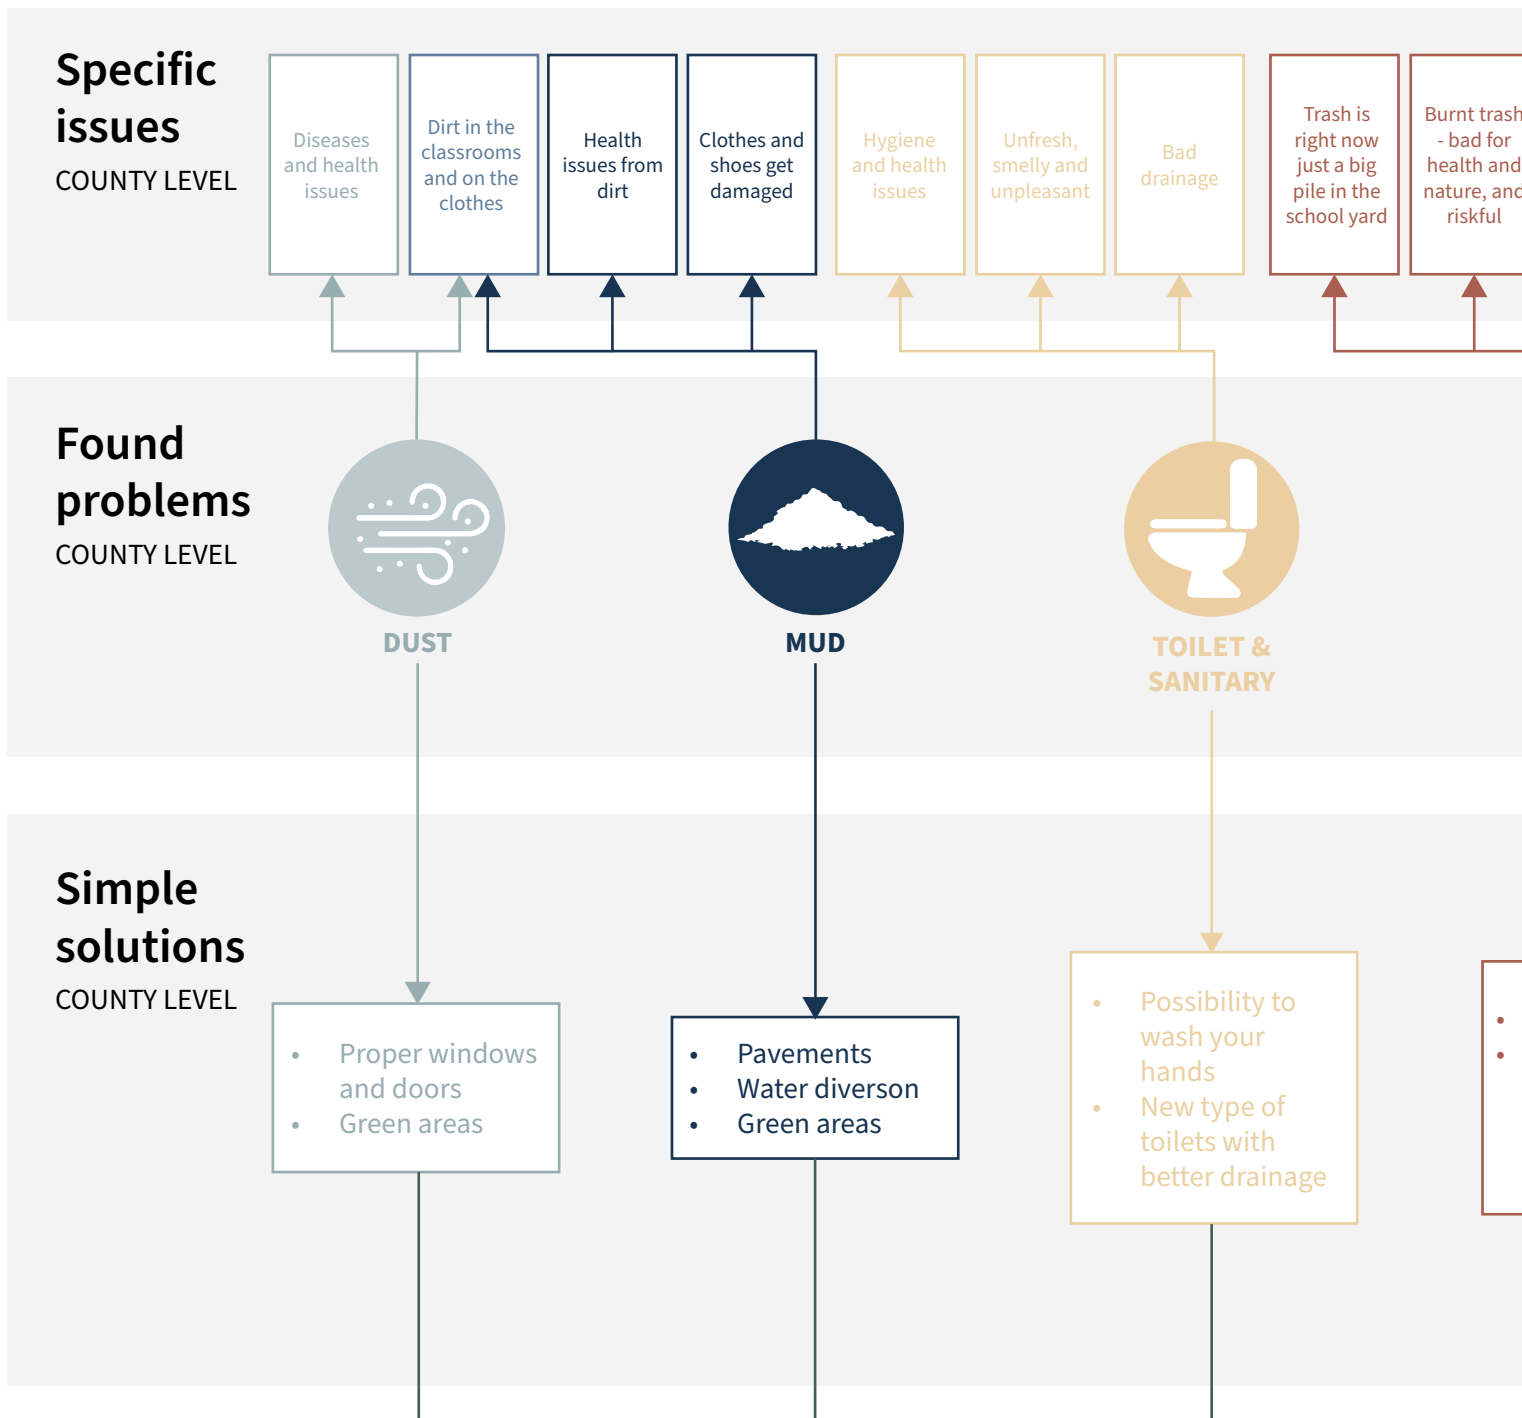 Specific
issues
COUNTY LEVEL
Diseases
and health
issues
Dirt in the
classrooms
and on the
clothes
Health
issues from
dirt
Clothes and
shoes get
damaged
Hygiene
and health
issues
Unfresh,
smelly and
unpleasant
Bad
drainage
Trash is
right now
just a big
pile in the
school yard
Burnt trash
- bad for
health and
nature, and
riskful
Found
problems
COUNTY LEVEL
DUST
MUD
TOILET &
SANITARY
Simple
solutions
COUNTY LEVEL
• Proper windows
and doors
• Green areas
• Pavements
• Water diverson
• Green areas
• Possibility to
wash your
hands
• New type of
toilets with
better drainage